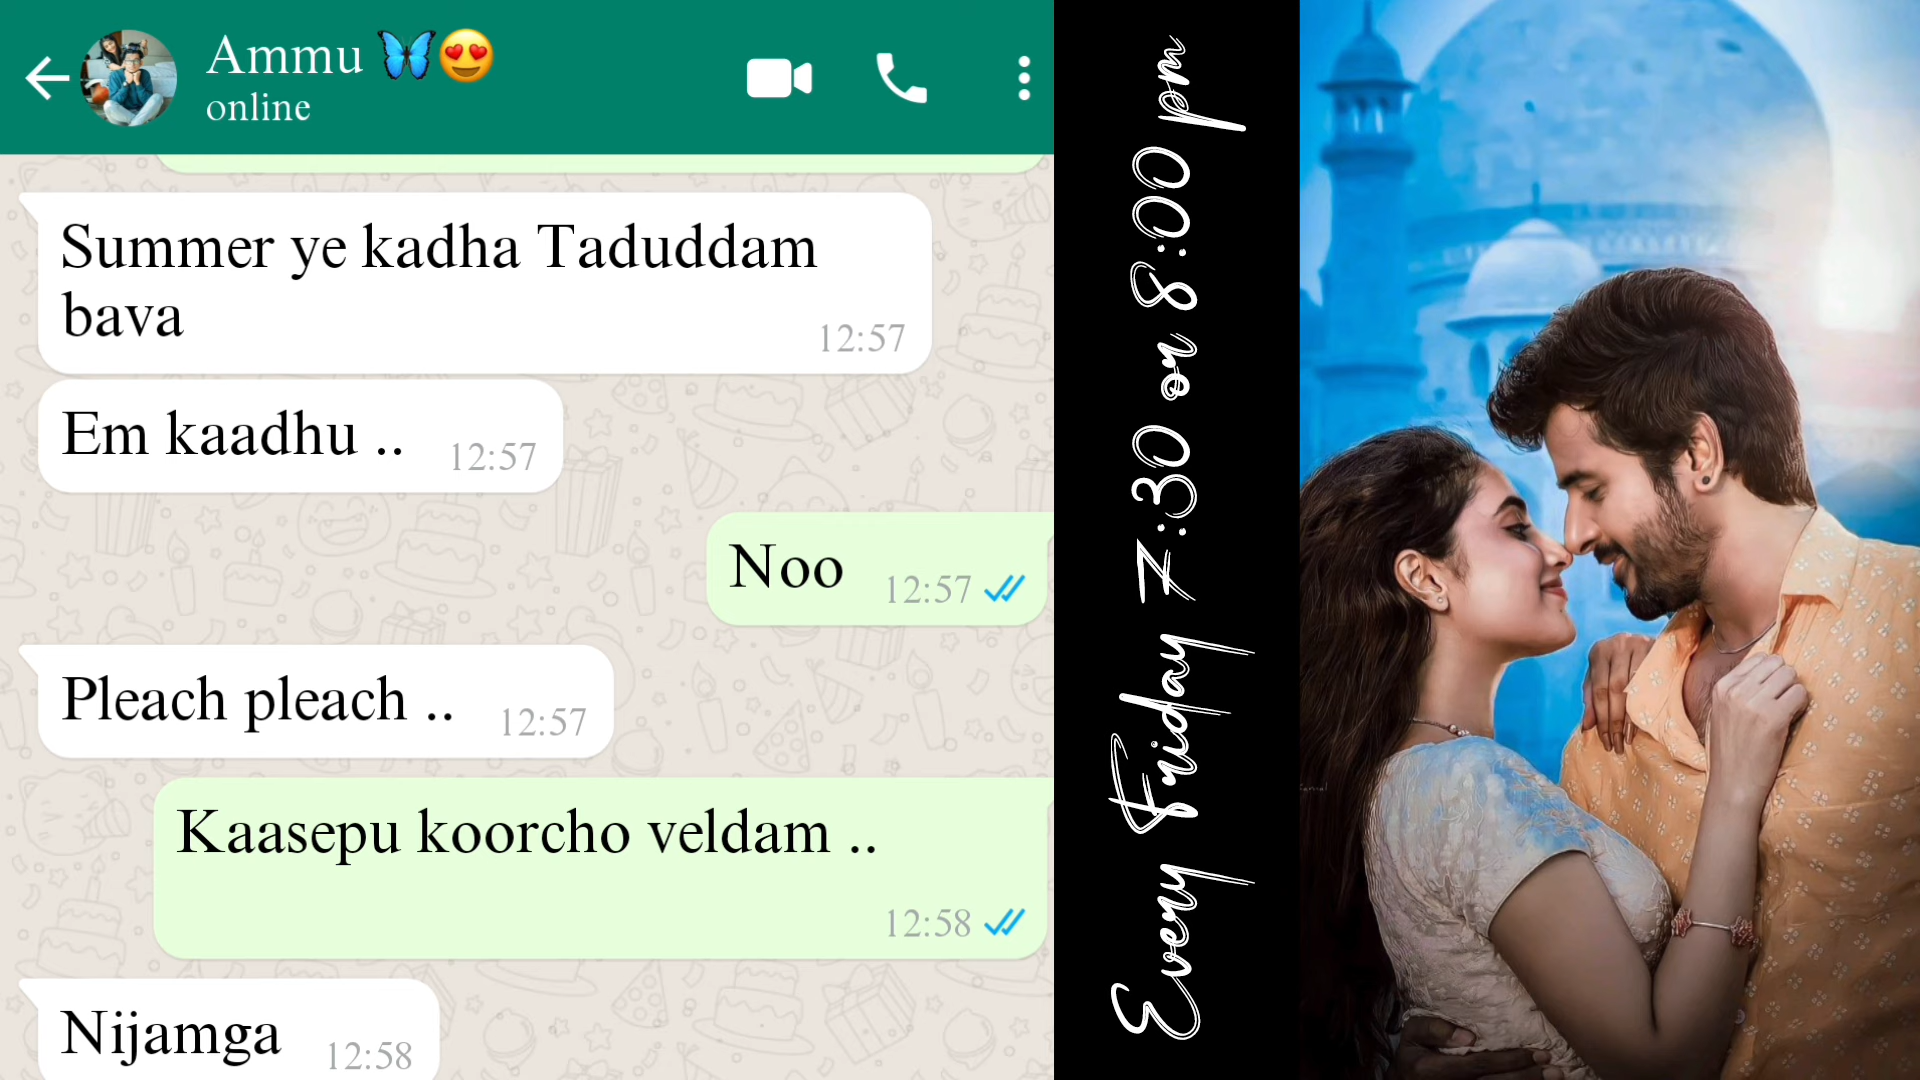 Ammu 🦋😍
online
Summer ye kadha Taduddam
bava
12:57
Em kaadhu ..
12:57
Noo
12:57
Pleach pleach ..
12:57
Kaasepu koorcho veldam ..
12:58
Nijamga
12:58
Every Friday 7:30 on 8:00 pm